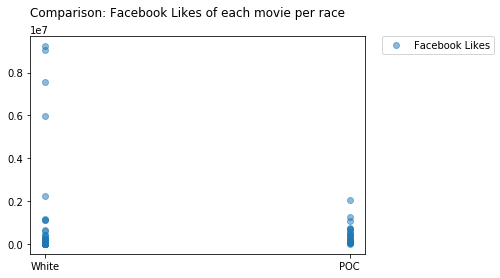 Comparison: Facebook Likes of each movie per race
1e7
Facebook Likes
0.8
0.6
0.4
0.2
0.0
White POC